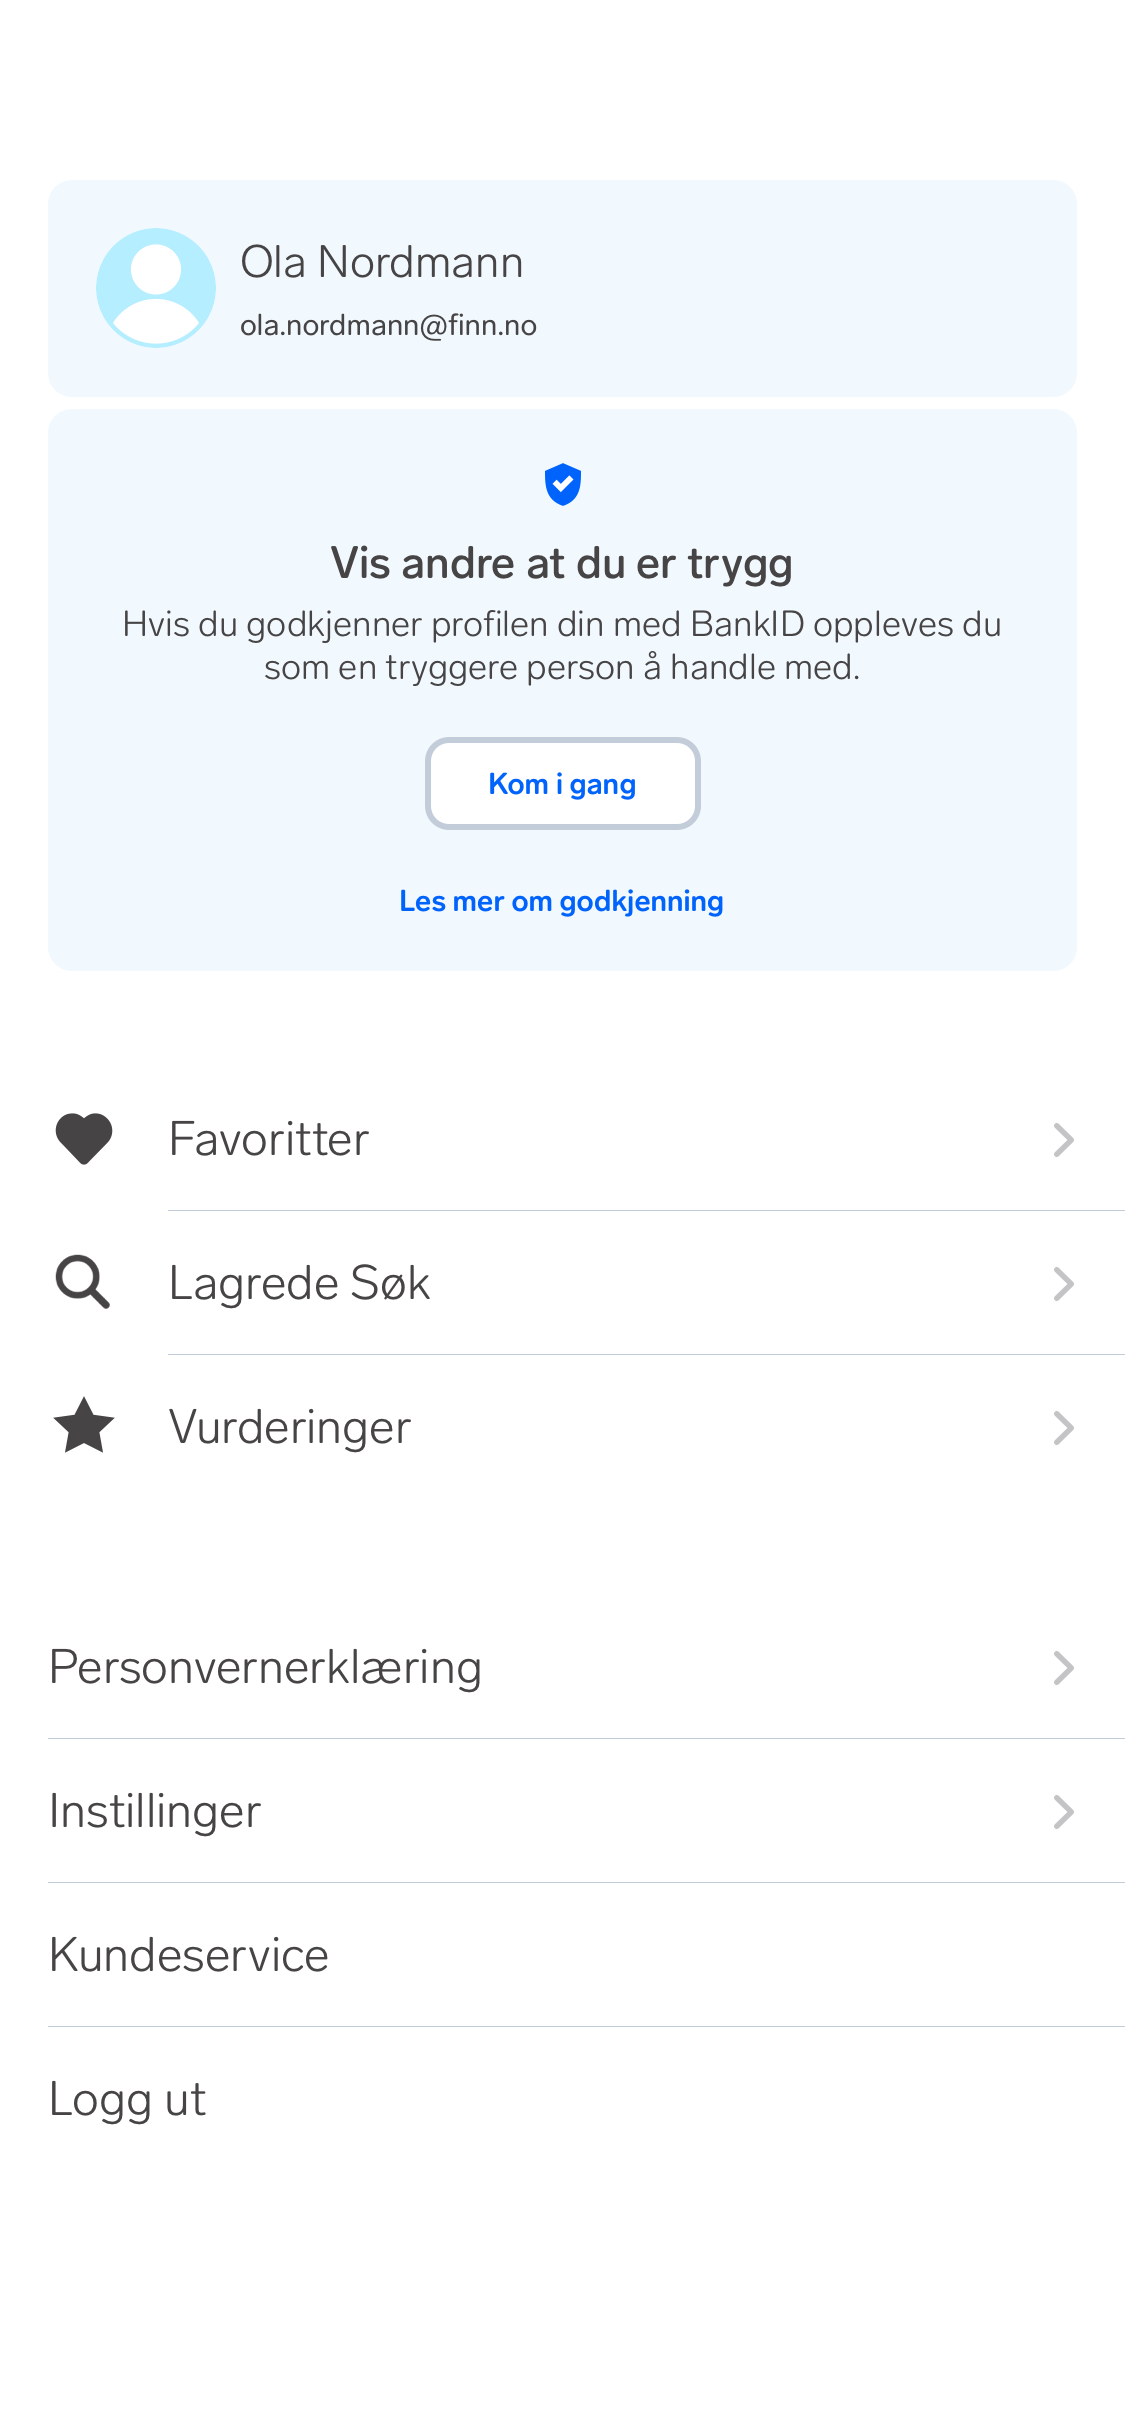 Ola Nordmann
ola.nordmann@finn.no
Vis andre at du er trygg
Hvis du godkjenner profilen din med BankID oppleves du
som en tryggere person å handle med.
Kom i gang
Les mer om godkjenning
Favoritter
Lagrede Søk
Vurderinger
Personvernerklæring
Instillinger
Kundeservice
Logg ut